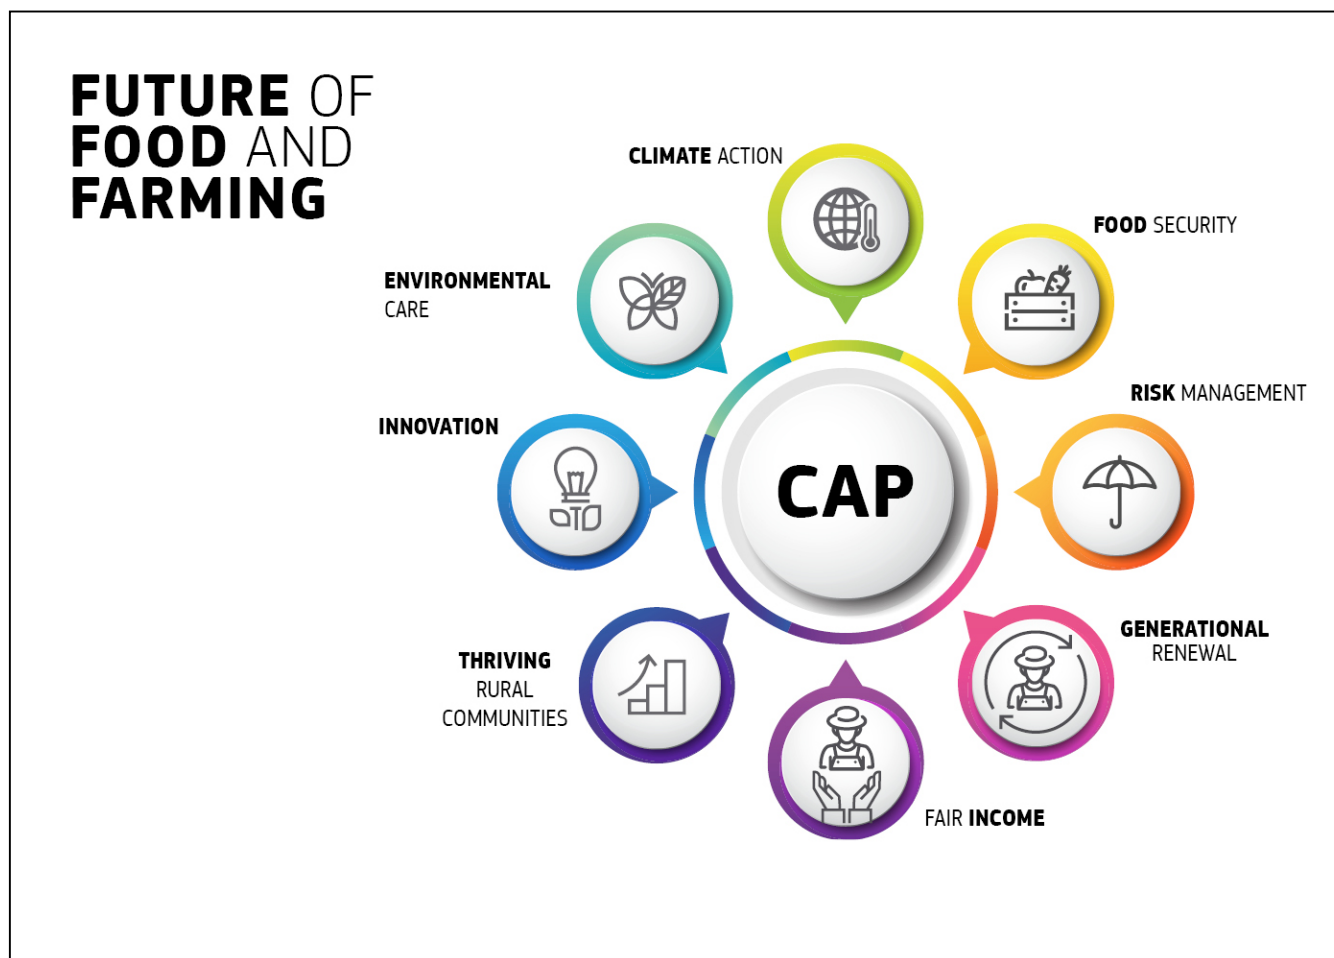 FUTURE OF
FOOD AND
FARMING
CLIMATE ACTION
FOOD SECURITY
ENVIRONMENTAL
CARE
RISK MANAGEMENT
INNOVATION
CAP
GENERATIONAL
RENEWAL
THRIVING
RURAL
COMMUNITIES
FAIR INCOME